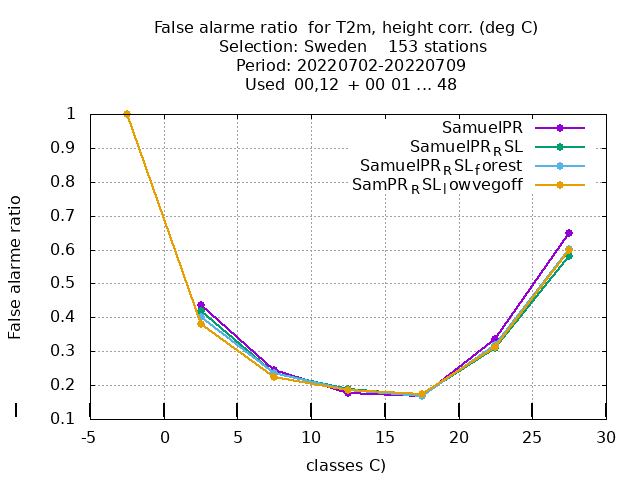 False alarme ratio for T2m, height corr. (deg C)
Selection: Sweden 153 stations
Period: 20220702-20220709
Used 00,12 + 00 01 ... 48
SamuelPR
SamuelPR_RSL
SamuelPR_RSL_forest
SamPR_RSL_lowvegoff
1
0.9
0.8
0.7
0.6
0.5
0.4
0.3
0.2
0.1
False alarme ratio
-5
0
5
10
15
20
25
30
classes C)